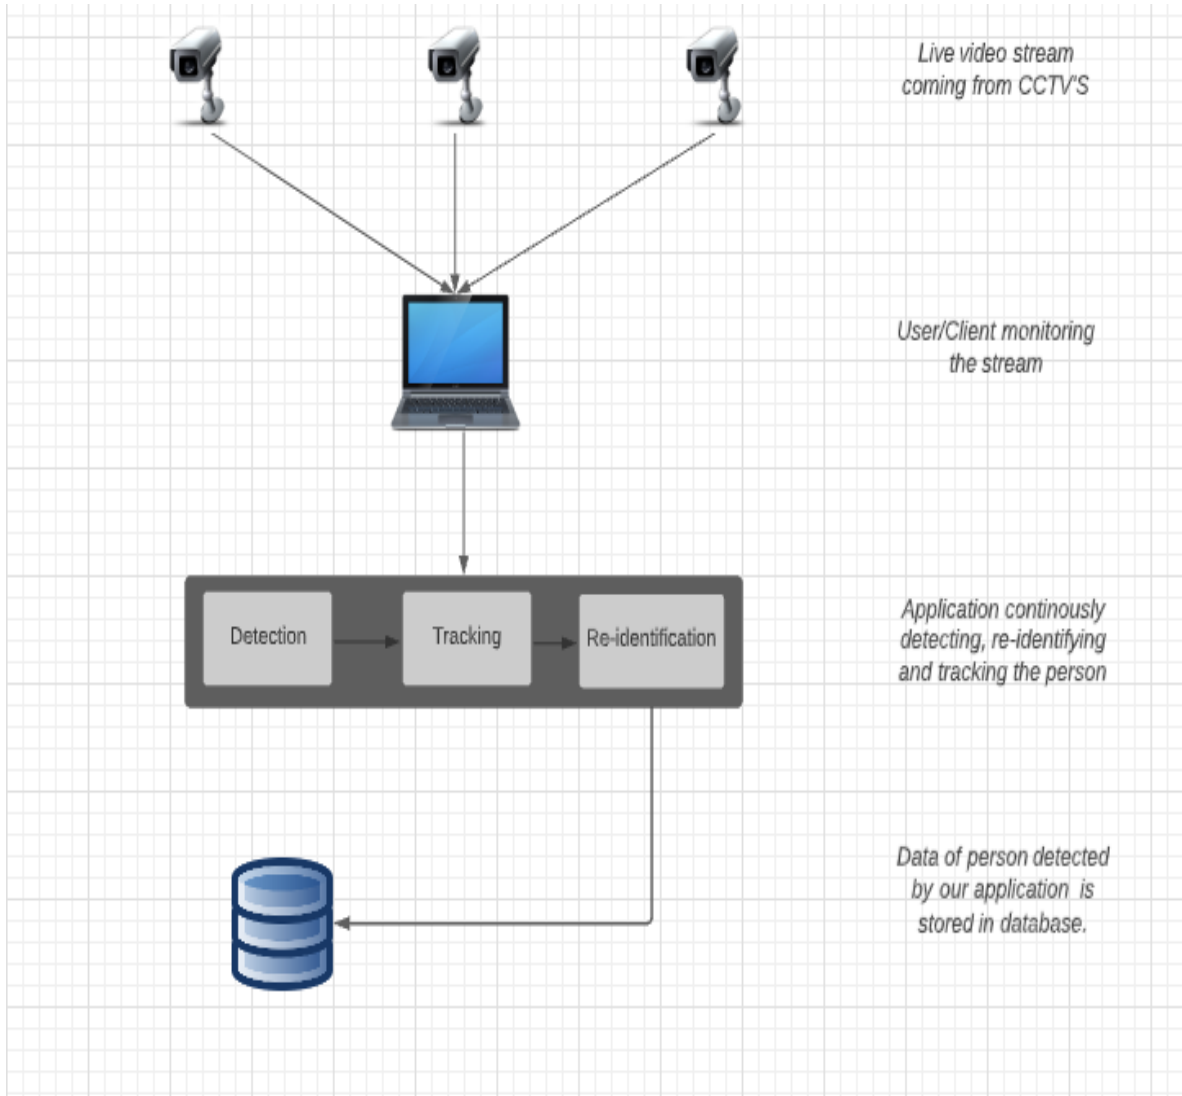 Live video stream
coming from CCTV'S
User/Client monitoring
the stream
Detection
Tracking
Re-identification
Application continously
detecting, re-identifying
and tracking the person
Data of person detected
by our application is
stored in database.